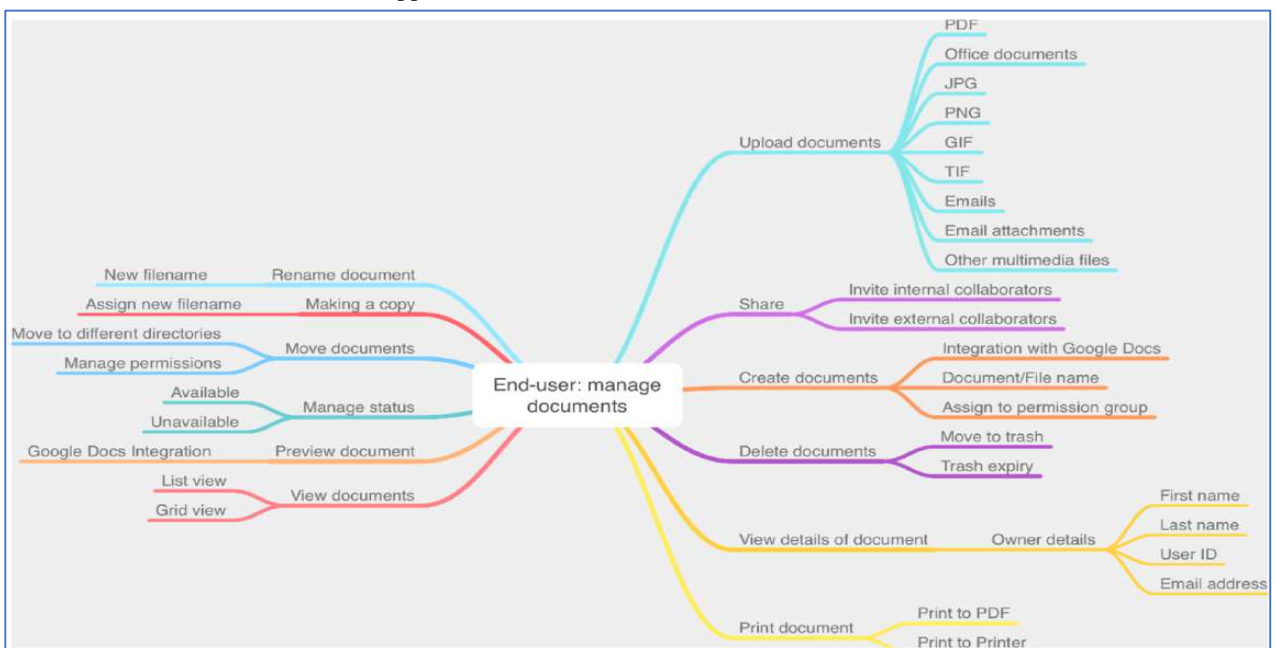 PDF
Office documents
JPG
PNG
Upload documents
GIF
TIF
Emails
Email attachments
Other multimedia files
New filename
Rename document
Assign new filename
Making a copy
Move to different directories
Move documents
Manage permissions
Available
Manage status
Unavailable
Google Docs Integration
Preview document
List view
View documents
Grid view
End-user: manage
documents
Share
Invite internal collaborators
Invite external collaborators
Create documents
Integration with Google Docs
Document/File name
Assign to permission group
Delete documents
Move to trash
Trash expiry
View details of document
Owner details
First name
Last name
User ID
Email address
Print document
Print to PDF
Print to Printer